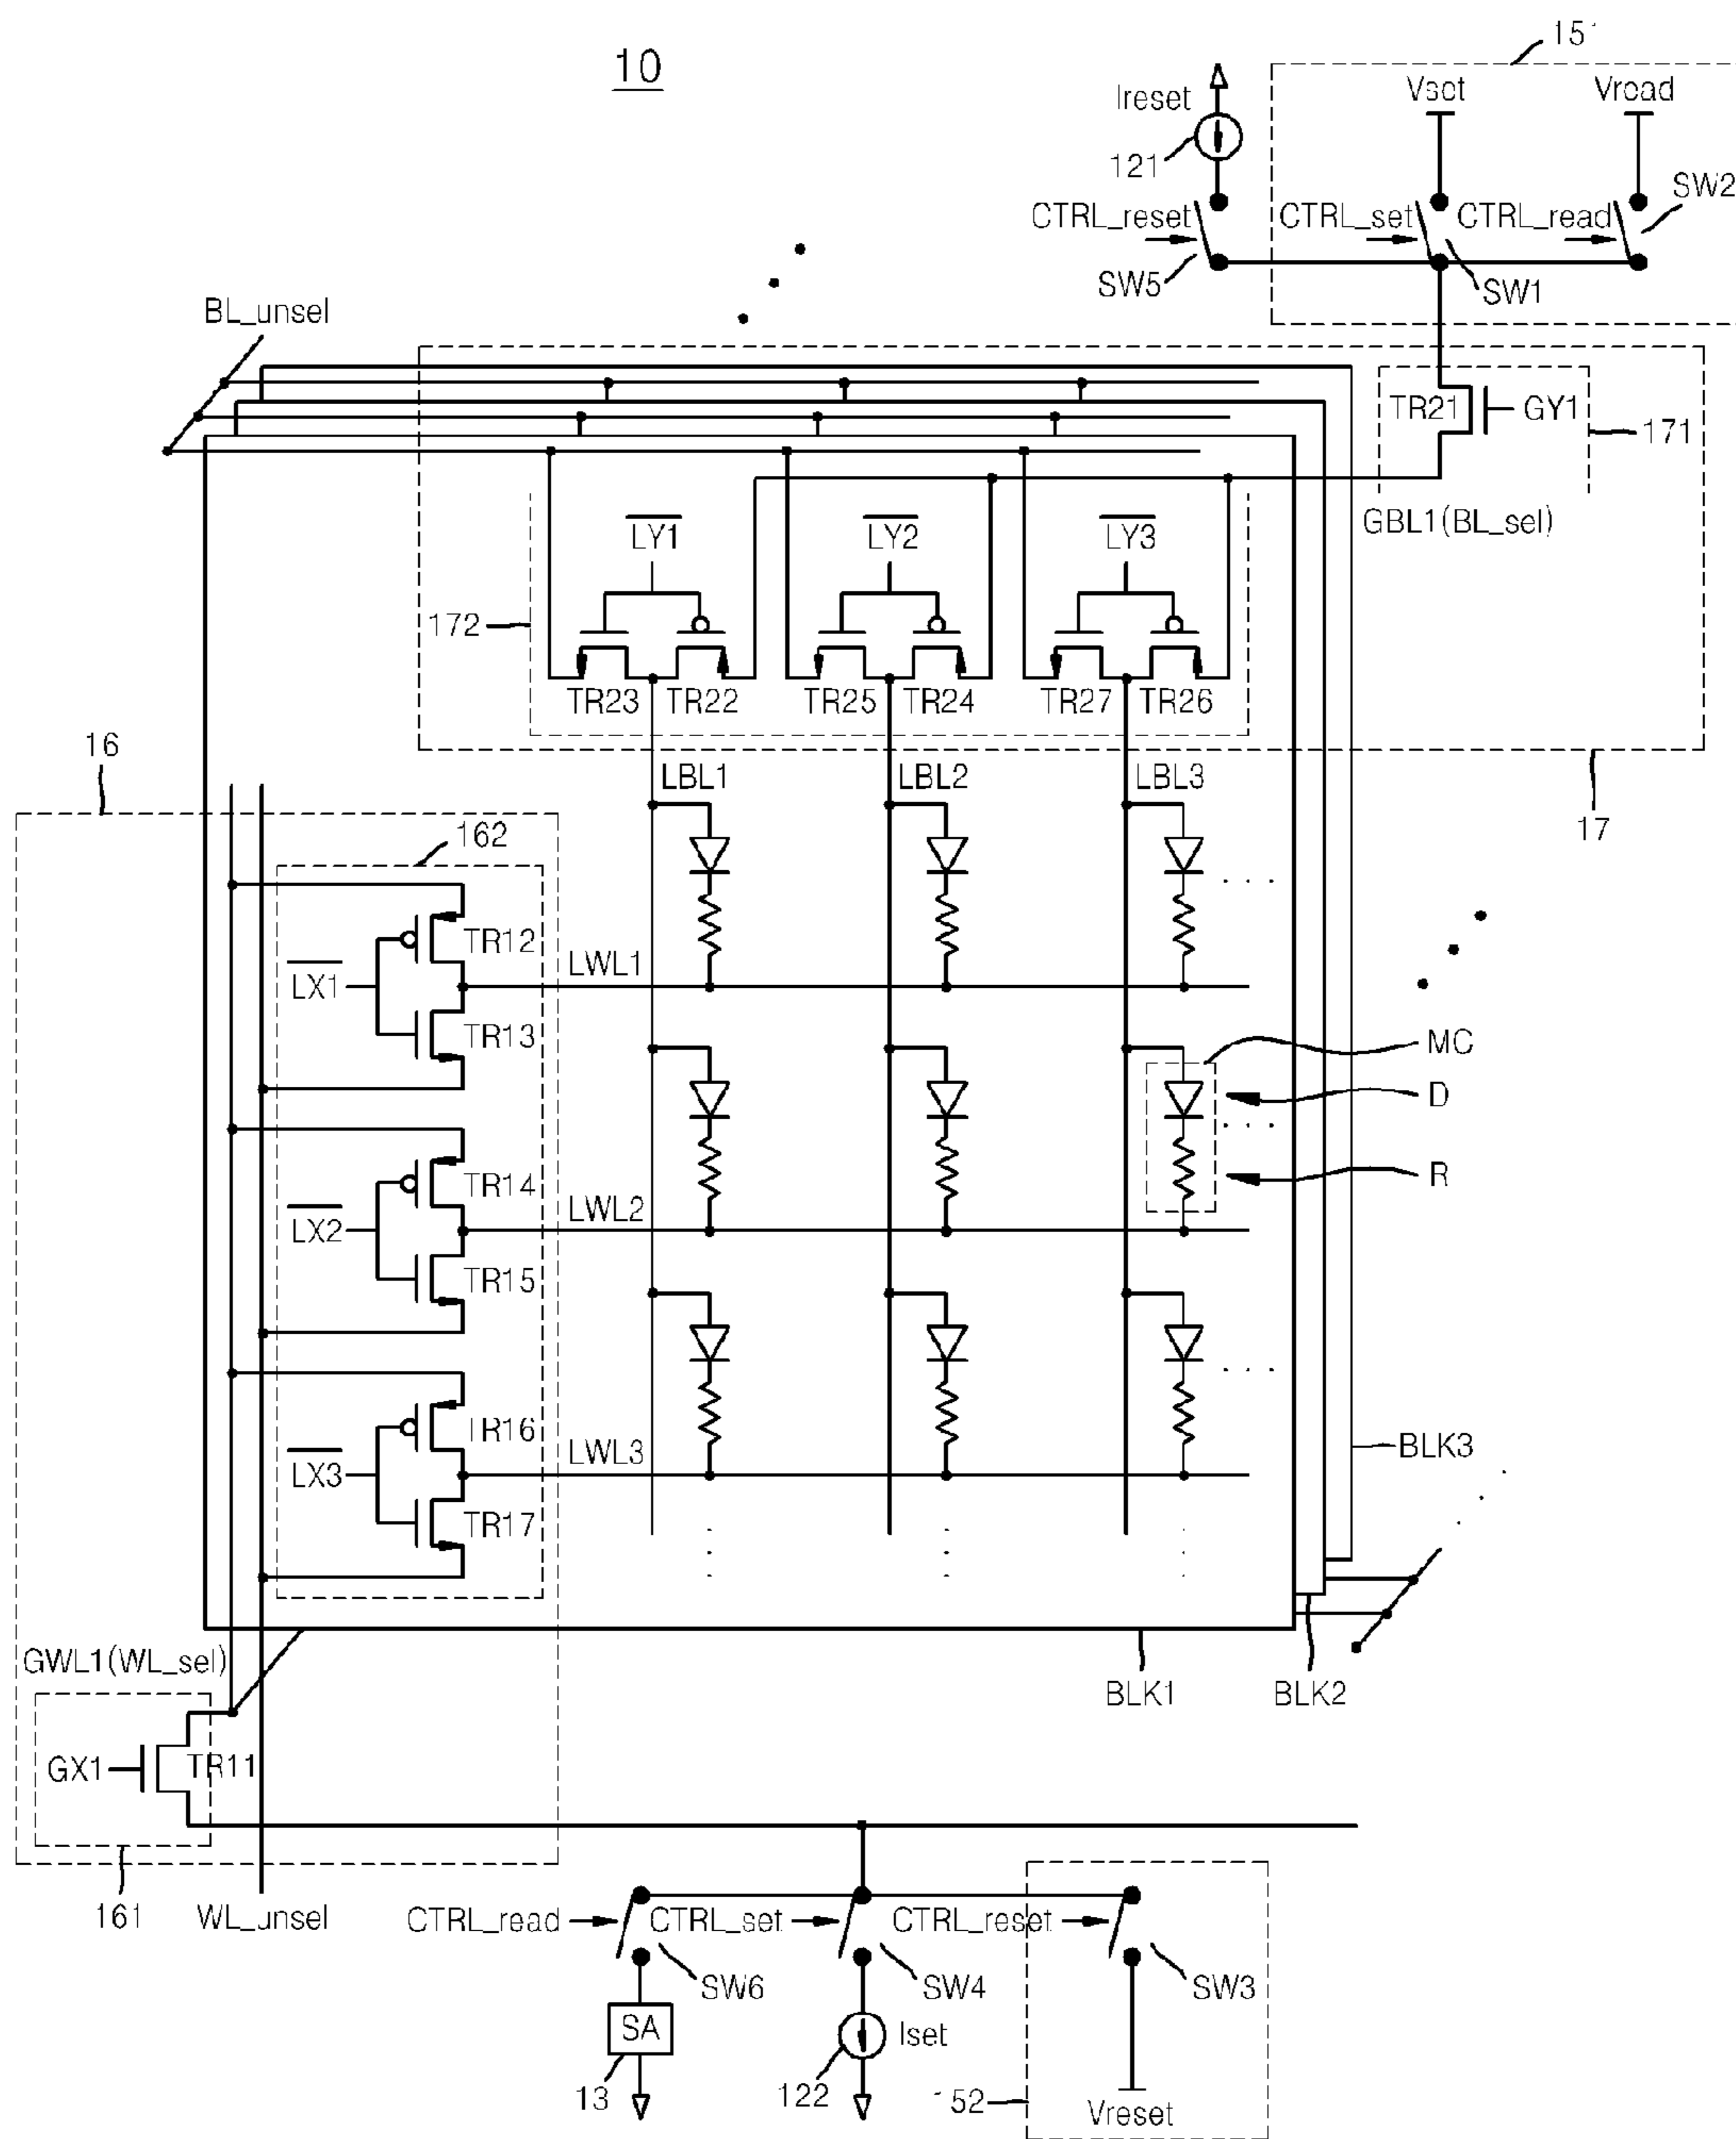 10
15
Ireset
Vset
Vread
121
SW2
CTRL_reset
CTRL_set
CTRL_read
SW5
SW1
BL_unsel
TR21
GY1
171
GBL1(BL_sel)
LY1
LY2
LY3
172
TR23
TR22
TR25
TR24
TR27
TR26
16
LBL1
LBL2
LBL3
17
162
TR12
LX1
LWL1
TR13
MC
D
TR14
R
LX2
LWL2
TR15
TR16
BLK3
LX3
LWL3
TR17
GWL1(WL_sel)
BLK1
BLK2
GX1
TR11
161
WL_unsel
CTRL_read
CTRL_set
CTRL_reset
SW6
SW4
SW3
SA
Iset
13
122
152
Vreset